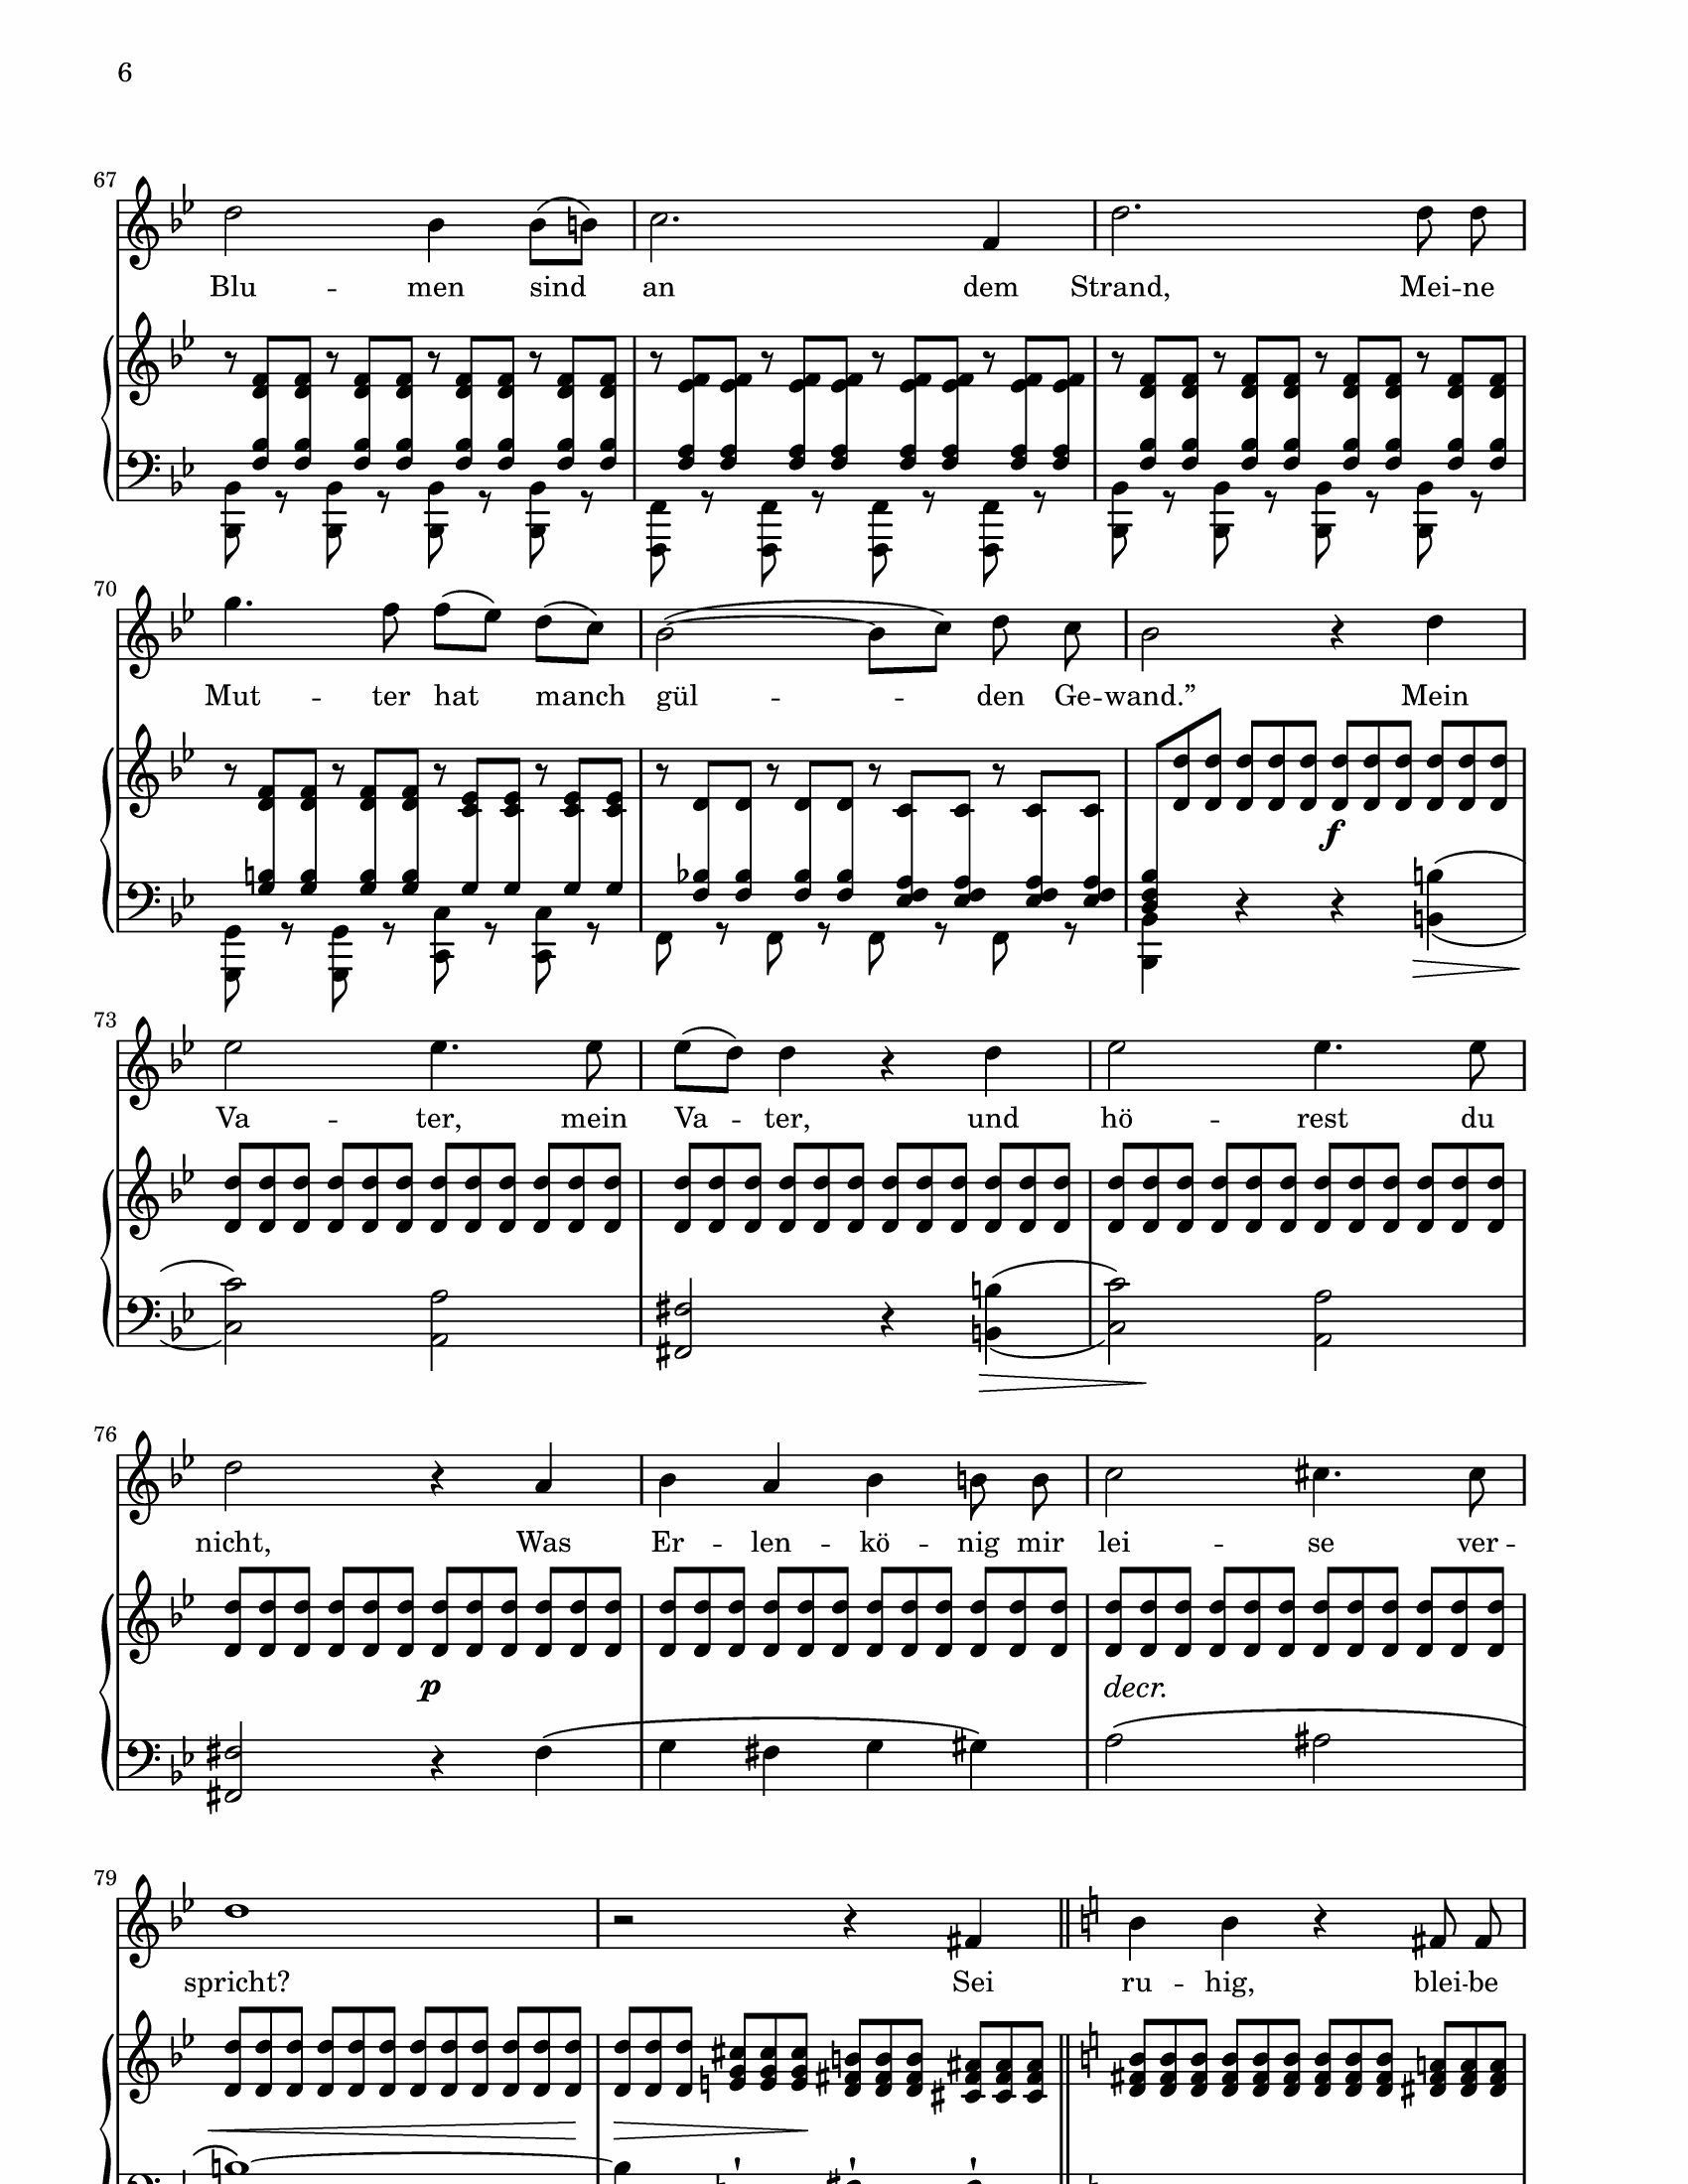 6
67
Blu -- men sind an dem Strand, Mei -- ne
70
Mut -- ter hat manch gül -- den Ge -- wand.” Mein
f
73
Va -- ter, mein Va -- ter, und hö -- rest du
76
nicht, Was Er -- len -- kö -- nig mir lei -- se ver --
p decr.
79
spricht? Sei ru -- hig, blei -- be